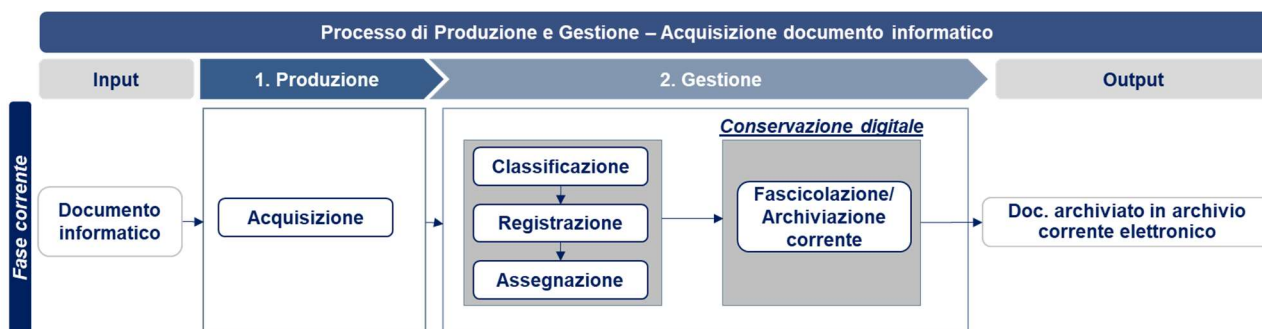 Processo di Produzione e Gestione – Acquisizione documento informatico
Input
1. Produzione
2. Gestione
Output
Fase corrente
Documento
informatico
Acquisizione
Classificazione
Registrazione
Assegnazione
Conservazione digitale
Fascicolazione/
Archiviazione
corrente
Doc. archiviato in archivio
corrente elettronico